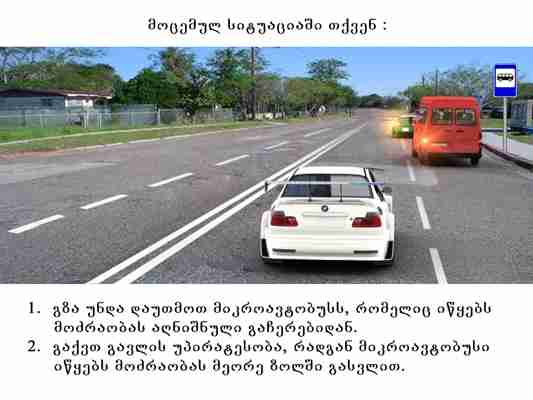 მოცემულ სიტუაციაში თქვენ :
1. გზა უნდა დაუთმოთ მიკროავტობუსს, რომელიც იწყებს
მოძრაობას აღნიშნული გაჩერებიდან.
2. გაქვთ გავლის უპირატესობა, რადგან მიკროავტობუსი
იწყებს მოძრაობას მეორე ზოლში გასვლით.